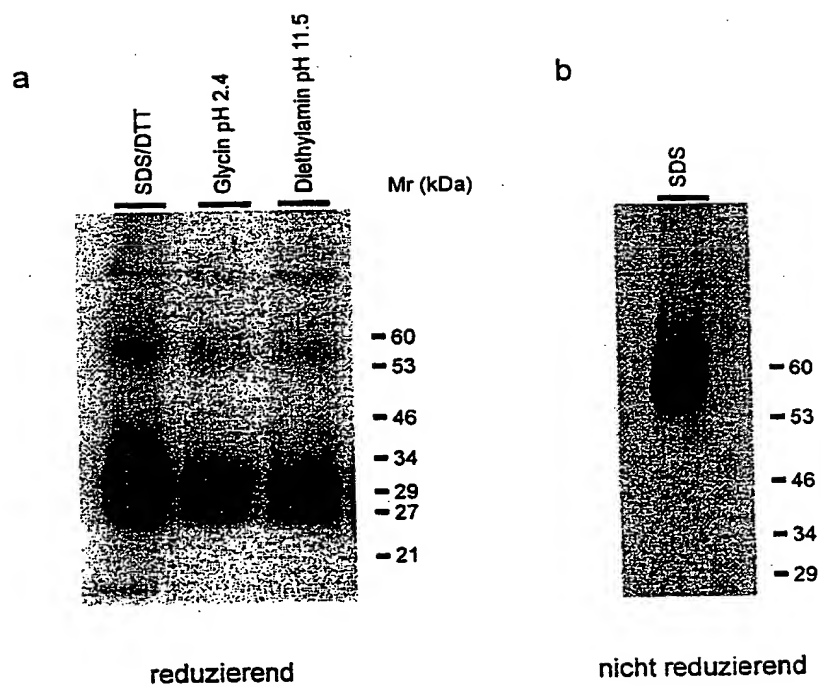 a
SDS/DTT
Glycin pH 2.4
Diethylamin pH 11.5
Mr (kDa)
60
53
46
34
29
27
21
reduzierend
b
SDS
60
53
46
34
29
nicht reduzierend